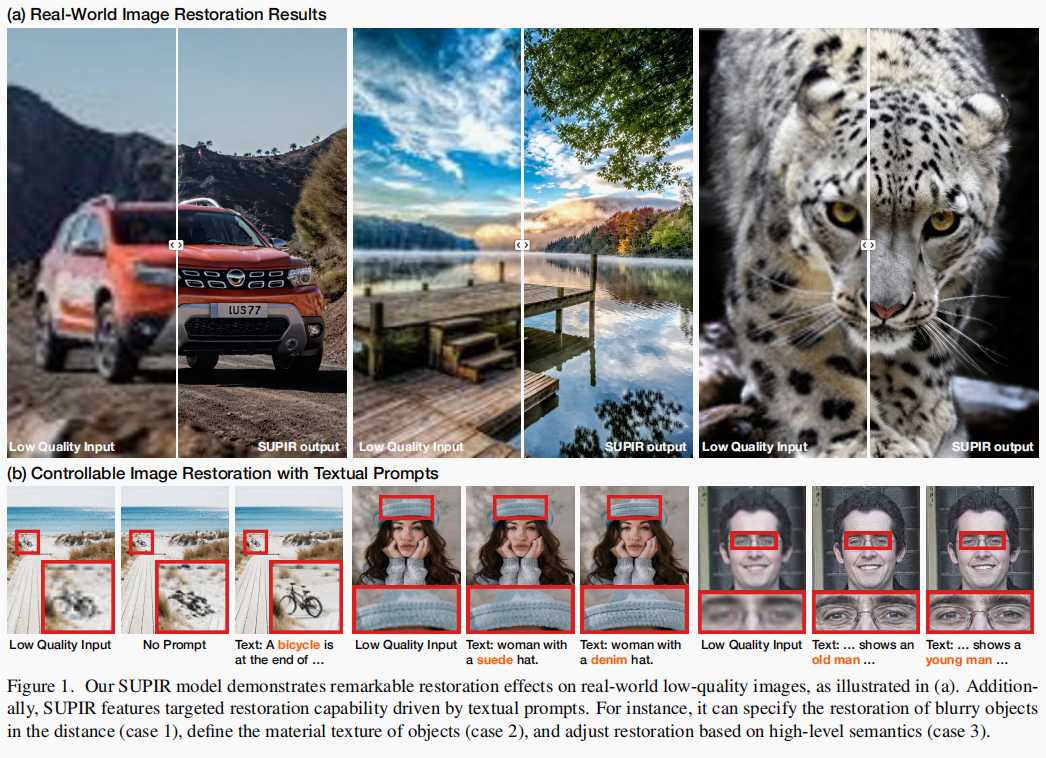 (a) Real-World Image Restoration Results
1US77
Low Quality Input
SUPIR output
Low Quality Input
SUPIR output
Low Quality Input
SUPIR output
(b) Controllable Image Restoration with Textual Prompts
Low Quality Input
No Prompt
Text: A bicycle is
at the end of ...
Low Quality Input
Text: woman with
a suede hat.
Text: woman with
a denim hat.
Low Quality Input
Text: ... shows an
old man ...
Text: ... shows a
young man ...
Figure 1. Our SUPIR model demonstrates remarkable restoration effects on real-world low-quality images, as illustrated in (a). Addition-
ally, SUPIR features targeted restoration capability driven by textual prompts. For instance, it can specify the restoration of blurry objects
in the distance (case 1), define the material texture of objects (case 2), and adjust restoration based on high-level semantics (case 3).